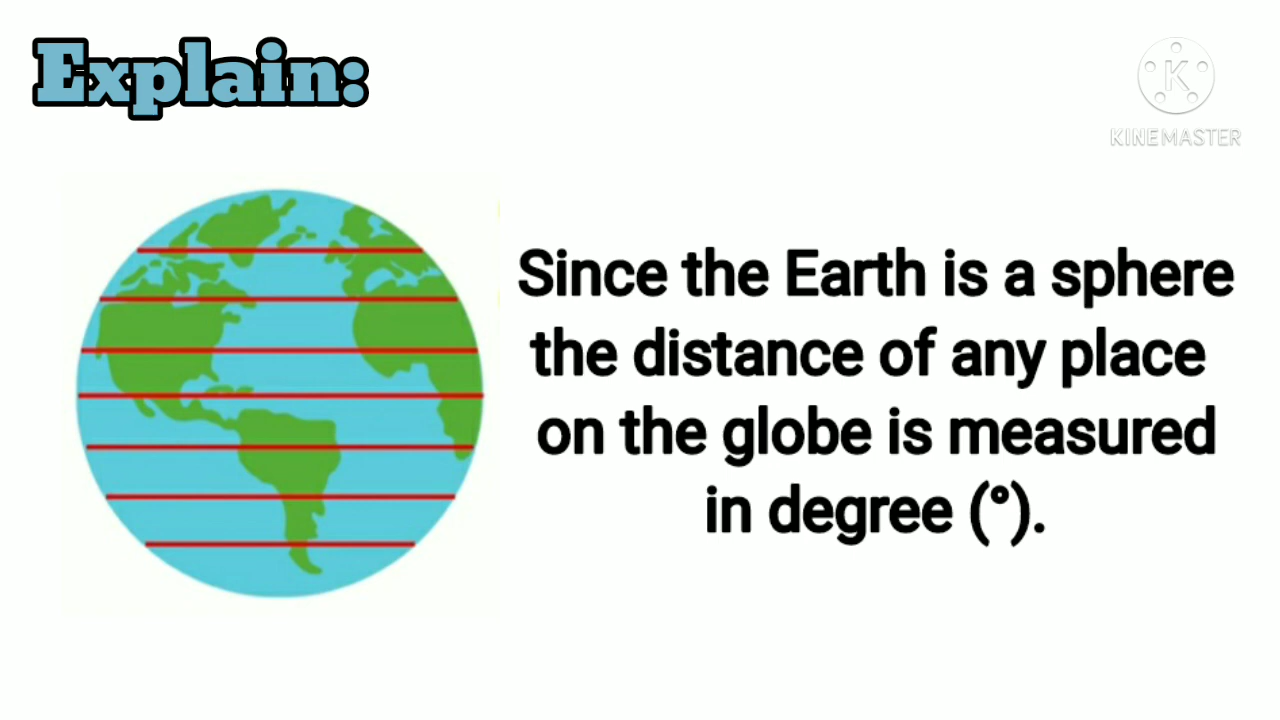 Explain:
K
KINEMASTER
Since the Earth is a sphere
the distance of any place
on the globe is measured
in degree (°).